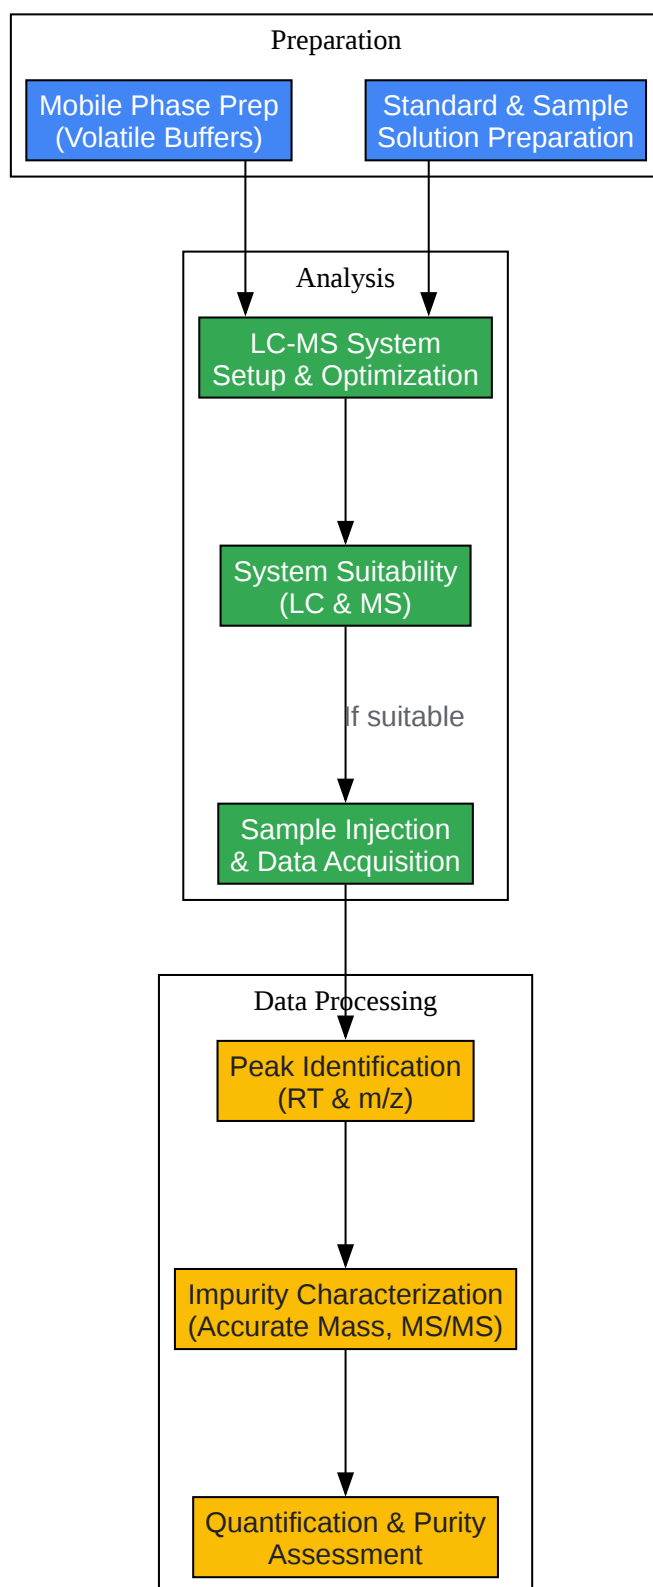 Preparation
Mobile Phase Prep
(Volatile Buffers)
Standard & Sample
Solution Preparation
Analysis
LC-MS System
Setup & Optimization
System Suitability
(LC & MS)
If suitable
Sample Injection
& Data Acquisition
Data Processing
Peak Identification
(RT & m/z)
Impurity Characterization
(Accurate Mass, MS/MS)
Quantification & Purity
Assessment